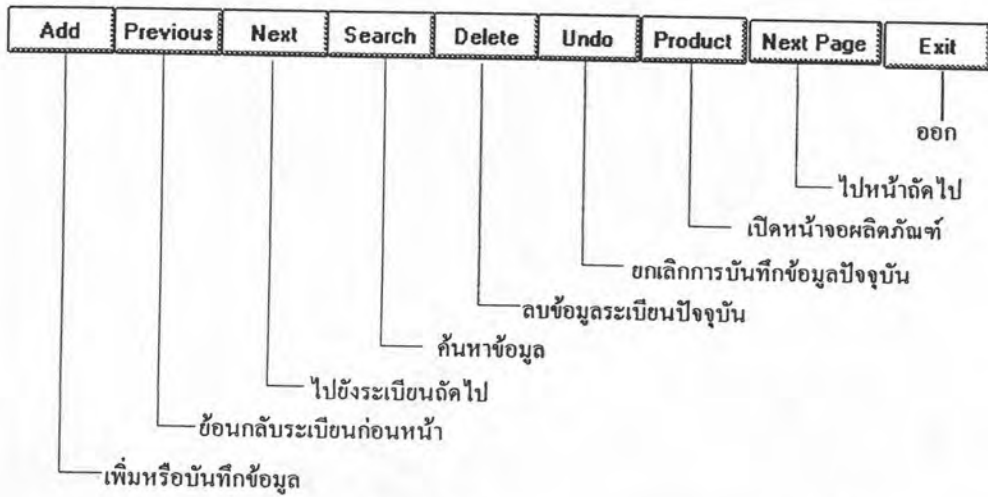 Add Previous Next Search Delete Undo Product Next Page Exit
ออก
ไปหน้าถัดไป
เปิดหน้าจอผลิตภัณฑ์
ยกเลิกการบันทึกข้อมูลปัจจุบัน
ลบข้อมูลระเบียนปัจจุบัน
ค้นหาข้อมูล
ไปยังระเบียนถัดไป
ย้อนกลับระเบียนก่อนหน้า
เพิ่มหรือบันทึกข้อมูล